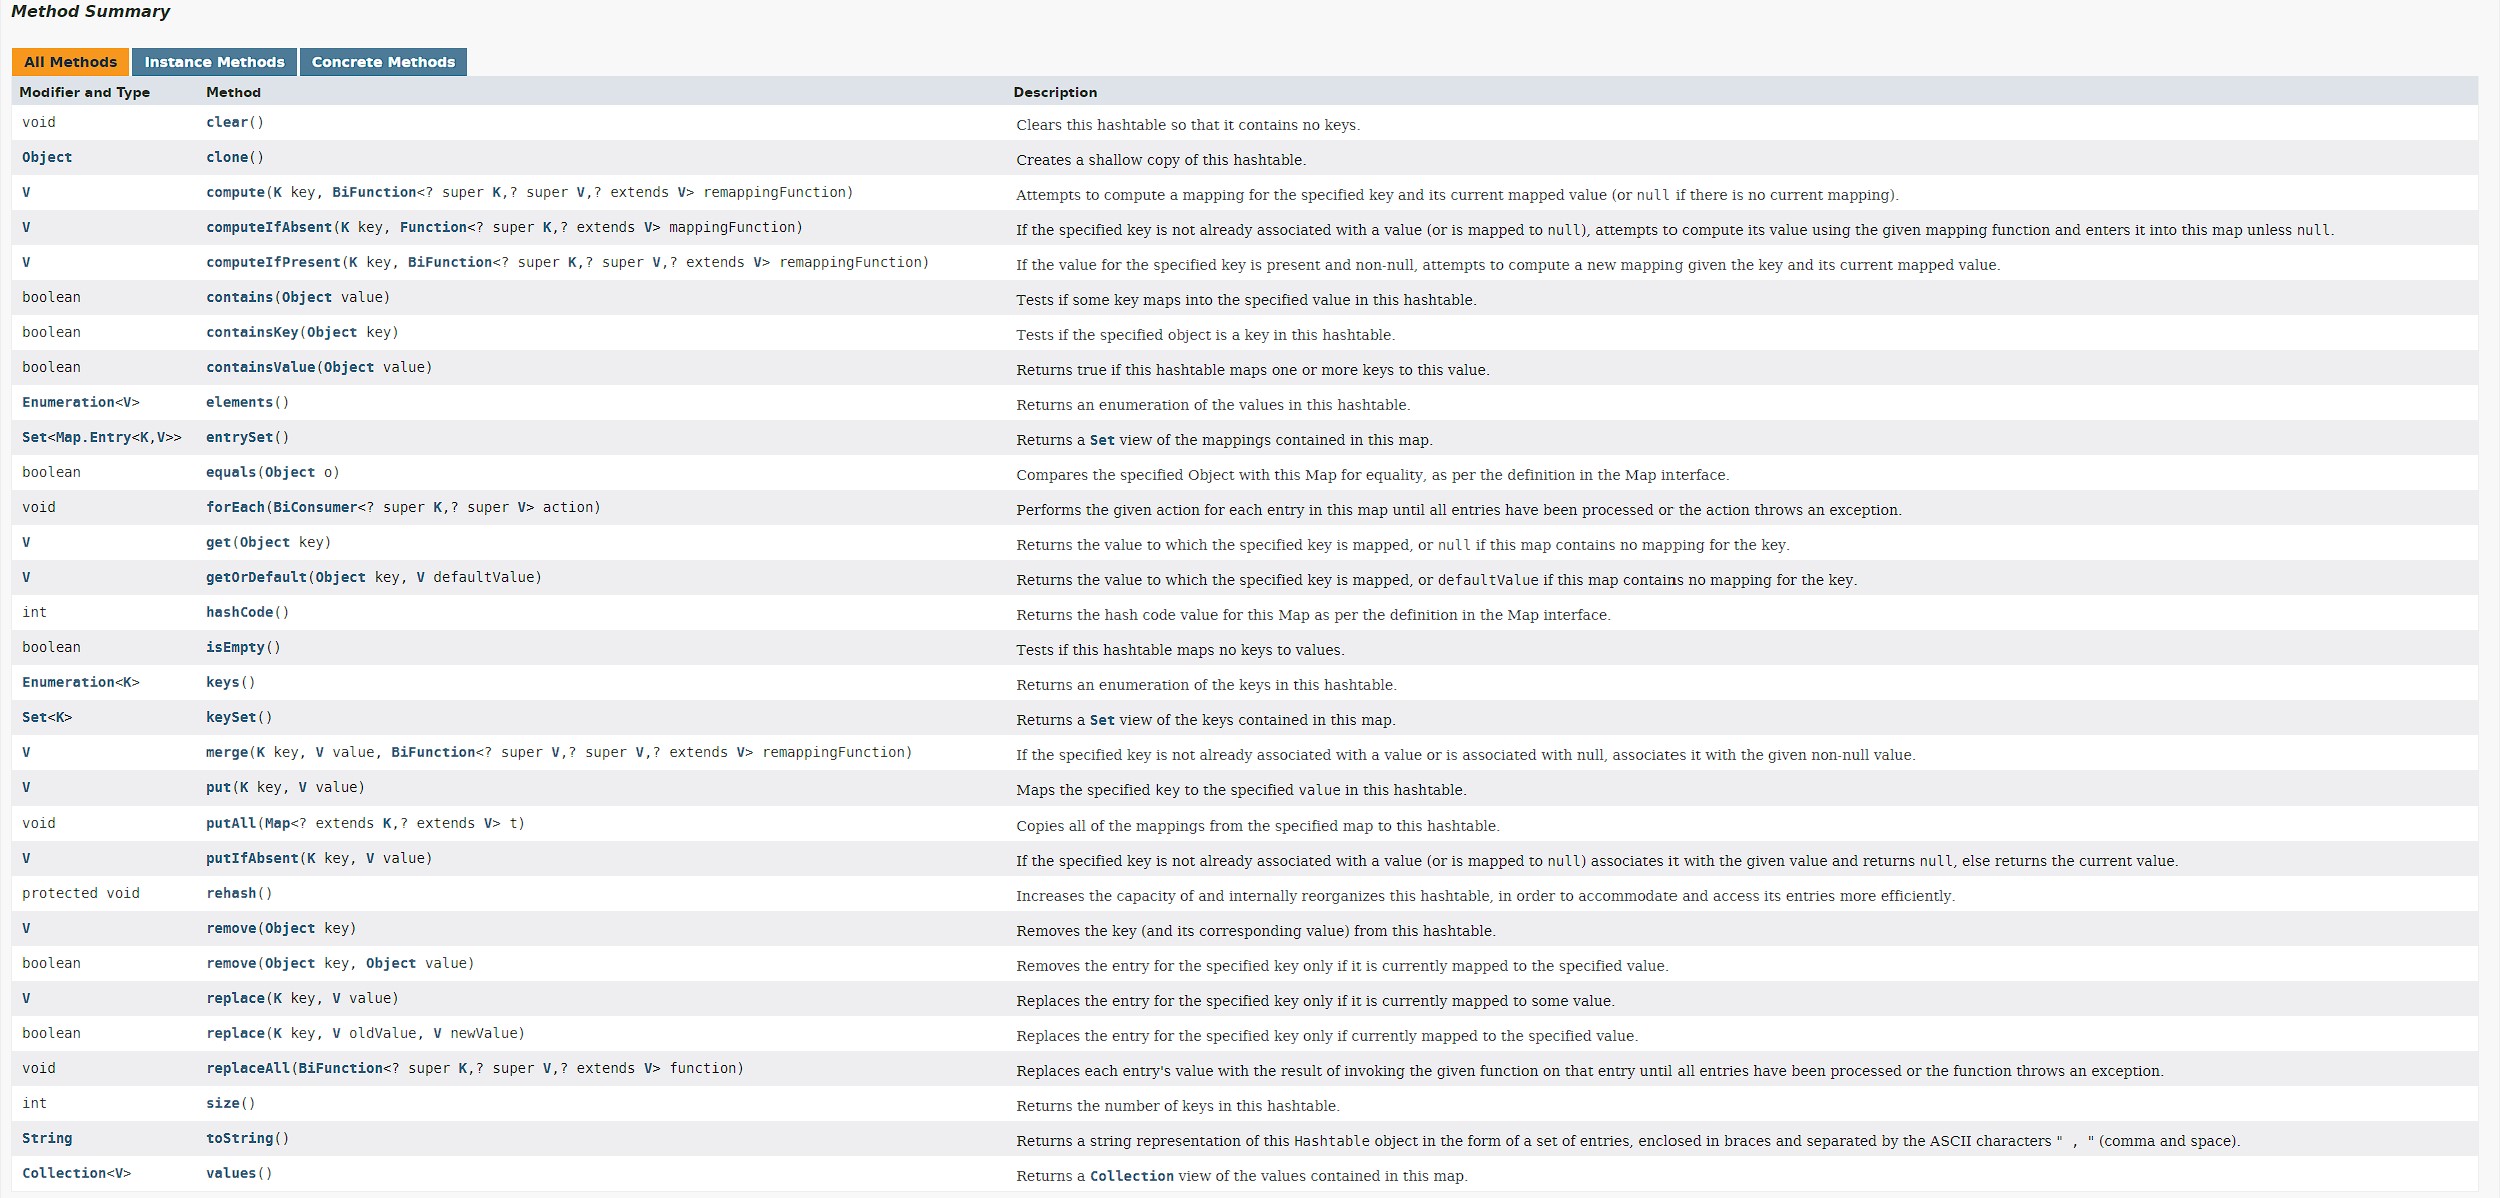 Method Summary
All Methods Instance Methods Concrete Methods
Modifier and Type Method Description
void clear() Clears this hashtable so that it contains no keys.
Object clone() Creates a shallow copy of this hashtable.
V compute(K key, BiFunction<? super K,? super V,? extends V> remappingFunction) Attempts to compute a mapping for the specified key and its current mapped value (or null if there is no current mapping).
V computeIfAbsent(K key, Function<? super K,? extends V> mappingFunction) If the specified key is not already associated with a value (or is mapped to null), attempts to compute its value using the given mapping function and enters it into this map unless null.
V computeIfPresent(K key, BiFunction<? super K,? super V,? extends V> remappingFunction) If the value for the specified key is present and non-null, attempts to compute a new mapping given the key and its current mapped value.
boolean contains(Object value) Tests if some key maps into the specified value in this hashtable.
boolean containsKey(Object key) Tests if the specified object is a key in this hashtable.
boolean containsValue(Object value) Returns true if this hashtable maps one or more keys to this value.
Enumeration<V> elements() Returns an enumeration of the values in this hashtable.
Set<Map.Entry<K,V>> entrySet() Returns a Set view of the mappings contained in this map.
boolean equals(Object o) Compares the specified Object with this Map for equality, as per the definition in the Map interface.
void forEach(BiConsumer<? super K,? super V> action) Performs the given action for each entry in this map until all entries have been processed or the action throws an exception.
V get(Object key) Returns the value to which the specified key is mapped, or null if this map contains no mapping for the key.
V getOrDefault(Object key, V defaultValue) Returns the value to which the specified key is mapped, or defaultValue if this map contains no mapping for the key.
int hashCode() Returns the hash code value for this Map as per the definition in the Map interface.
boolean isEmpty() Tests if this hashtable maps no keys to values.
Enumeration<K> keys() Returns an enumeration of the keys in this hashtable.
Set<K> keySet() Returns a Set view of the keys contained in this map.
V merge(K key, V value, BiFunction<? super V,? super V,? extends V> remappingFunction) If the specified key is not already associated with a value or is associated with null, associates it with the given non-null value.
V put(K key, V value) Maps the specified key to the specified value in this hashtable.
void putAll(Map<? extends K,? extends V> t) Copies all of the mappings from the specified map to this hashtable.
V putIfAbsent(K key, V value) If the specified key is not already associated with a value (or is mapped to null) associates it with the given value and returns null, else returns the current value.
protected void rehash() Increases the capacity of and internally reorganizes this hashtable, in order to accommodate and access its entries more efficiently.
V remove(Object key) Removes the key (and its corresponding value) from this hashtable.
boolean remove(Object key, Object value) Removes the entry for the specified key only if it is currently mapped to the specified value.
V replace(K key, V value) Replaces the entry for the specified key only if it is currently mapped to some value.
boolean replace(K key, V oldValue, V newValue) Replaces the entry for the specified key only if currently mapped to the specified value.
void replaceAll(BiFunction<? super K,? super V,? extends V> function) Replaces each entry's value with the result of invoking the given function on that entry until all entries have been processed or the function throws an exception.
int size() Returns the number of keys in this hashtable.
String toString() Returns a string representation of this Hashtable object in the form of a set of entries, enclosed in braces and separated by the ASCII characters " , " (comma and space).
Collection<V> values() Returns a Collection view of the values contained in this map.